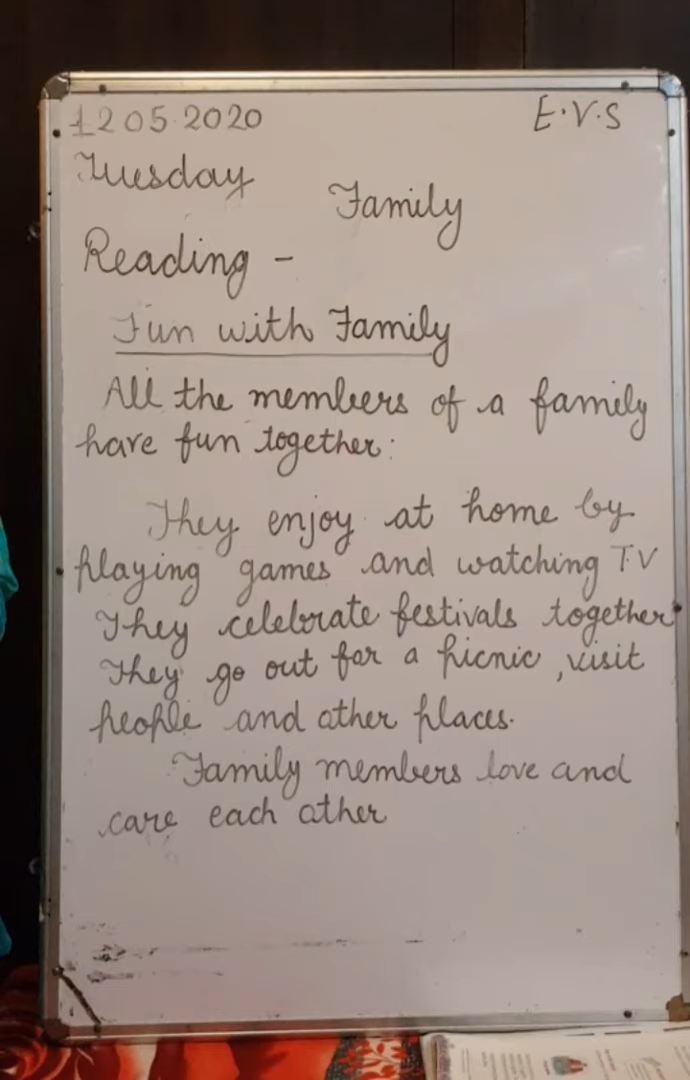 12 05.2020 E.V.S
Tuesday
Family
Reading -
Fun with Family
All the members of a family
have fun together:
They enjoy at home by
playing games and watching T.V
They celebrate festivals together
They go out for a picnic, visit
people and other places.
Family members love and
care each other